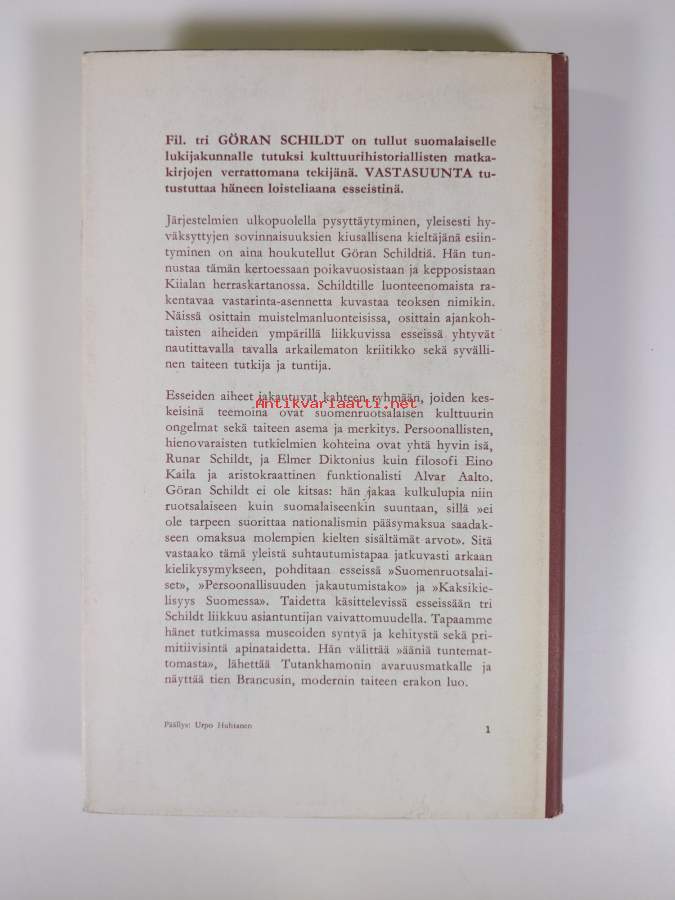 Fil. tri GÖRAN SCHILDT on tullut suomalaiselle
lukijakunnalle tutuksi kulttuurihistoriallisten matka-
kirjojen verrattomana tekijänä. VASTASUUNTA tu-
tustuttaa häneen loisteliaana esseistinä.
Järjestelmien ulkopuolella pysyttäytyminen, yleisesti hy-
väksyttyjen sovinnaisuuksien kiusallisena kieltäjänä esiin-
tyminen on aina houkutellut Göran Schildtiä. Hän tun-
nustaa tämän kertoessaan poikavuosistaan ja kepposistaan
Kiialan herraskartanossa. Schildtille luonteenomaista ra-
kentavaa vastarinta-asennetta kuvastaa teoksen nimikin.
Näissä osittain muistelmanluonteisissa, osittain ajankoh-
taisten aiheiden ympärillä liikkuvissa esseissä yhtyvät
nautittavalla tavalla arkailematon kriitikko sekä syvälli-
nen taiteen tutkija ja tuntija.
Esseiden aiheet jakautuvat kahteen ryhmään, joiden kes-
Antikvariaatti.net
keisinä teemoina ovat suomenruotsalaisen kulttuurin
ongelmat sekä taiteen asema ja merkitys. Persoonallisten,
hienovaraisten tutkielmien kohteina ovat yhtä hyvin isä,
Runar Schildt, ja Elmer Diktonius kuin filosofi Eino
Kaila ja aristokraattinen funktionalisti Alvar Aalto.
Göran Schildt ei ole kitsas: hän jakaa kulkulupia niin
ruotsalaiseen kuin suomalaiseenkin suuntaan, sillä »ei
ole tarpeen suorittaa nationalismin pääsymaksua saadak-
seen omaksua molempien kielten sisältämät arvot». Sitä
vastaako tämä yleistä suhtautumistapaa jatkuvasti arkaan
kielikysymykseen, pohditaan esseissä »Suomenruotsalai-
set», »Persoonallisuuden jakautumistako» ja »Kaksikie-
lisyys Suomessa». Taidetta käsittelevissä esseissään tri
Schildt liikkuu asiantuntijan vaivattomuudella. Tapaamme
hänet tutkimassa museoiden syntyä ja kehitystä sekä pri-
mitiivisintä apinataidetta. Hän välittää »ääniä tuntemat-
tomasta», lähettää Tutankhamonin avaruusmatkalle ja
näyttää tien Brancusin, modernin taiteen erakon luo.
Päällys: Urpo Huhtanen
1